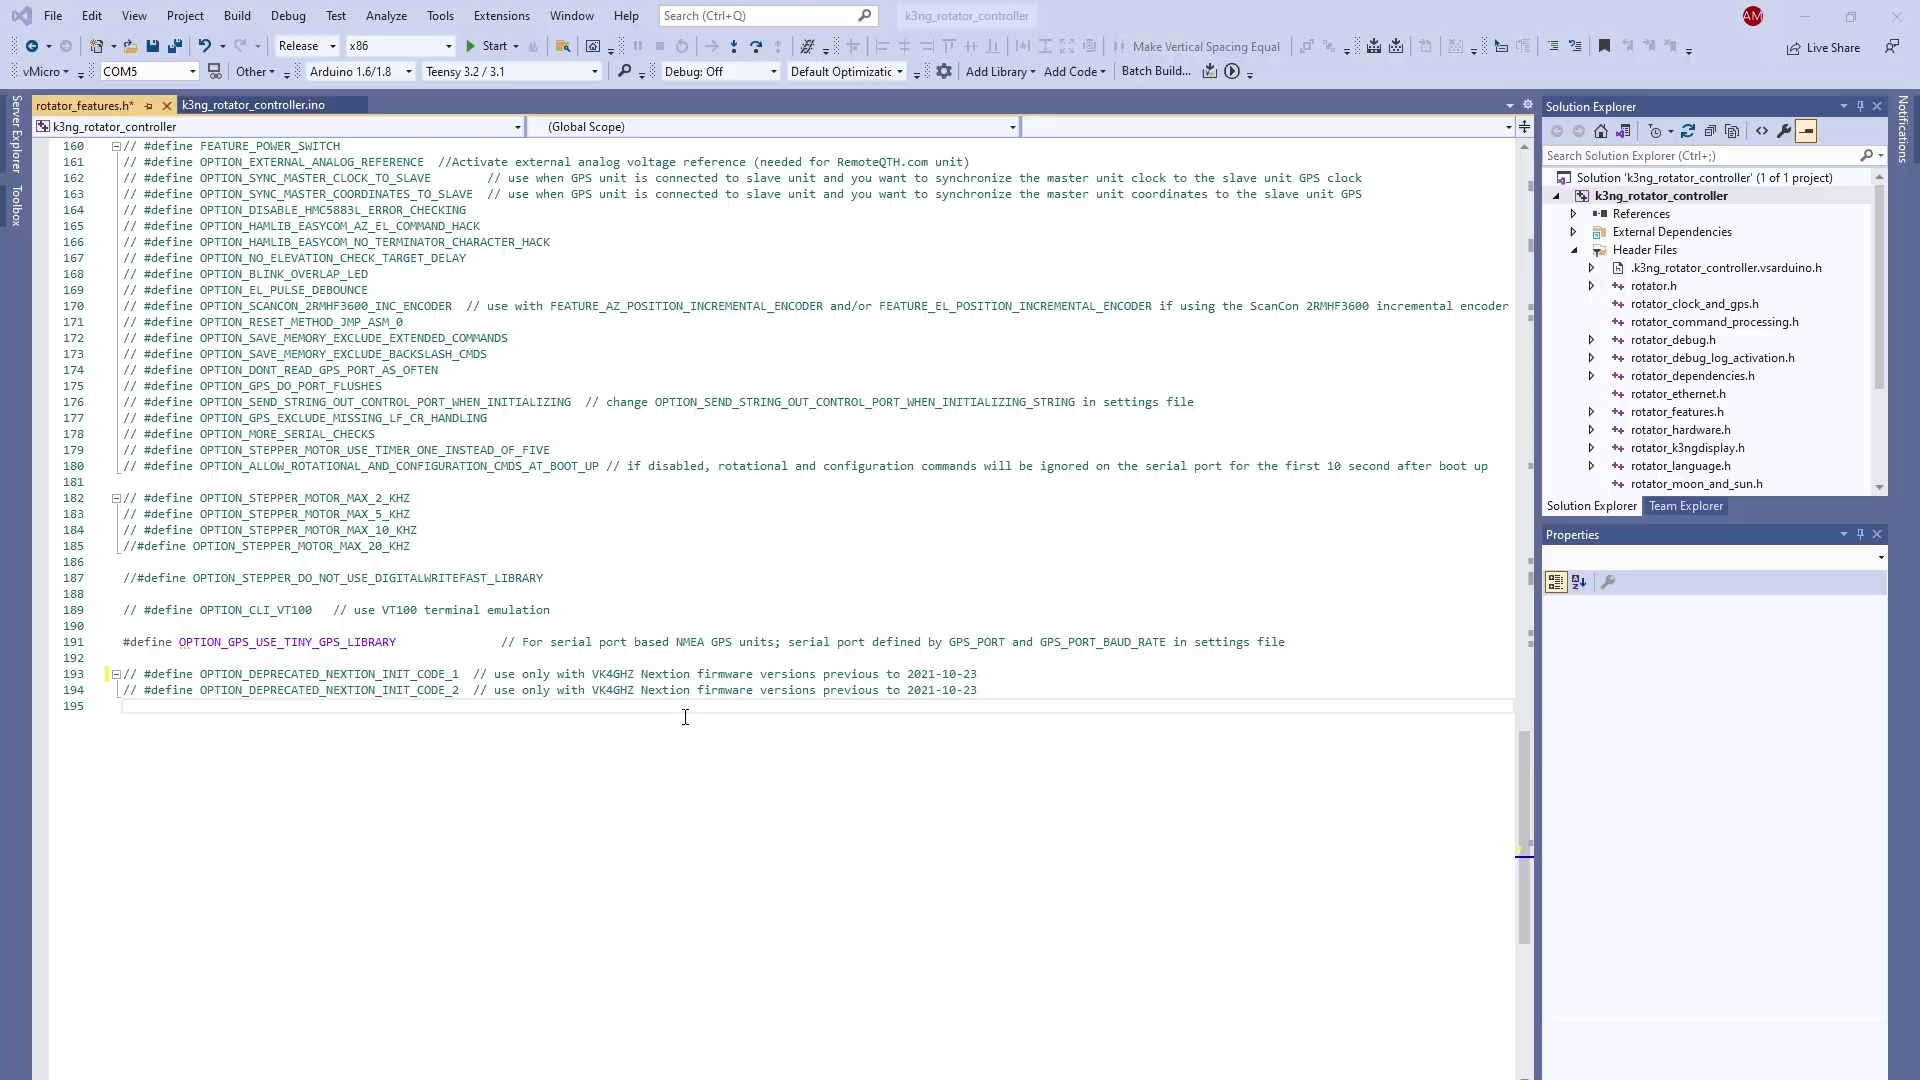 File Edit View Project Build Debug Test Analyze Tools Extensions Window Help Search (Ctrl+Q) k3ng_rotator_controller AM
Release x86 Start Make Vertical Spacing Equal Live Share
vMicro COM5 Other Arduino 1.6/1.8 Teensy 3.2 / 3.1 Debug: Off Default Optimizatic Add Library Add Code Batch Build...
Server Explorer
Toolbox
Notifications
rotator_features.h* k3ng_rotator_controller.ino
k3ng_rotator_controller (Global Scope)
160 // #define FEATURE_POWER_SWITCH
161 // #define OPTION_EXTERNAL_ANALOG_REFERENCE //Activate external analog voltage reference (needed for RemoteQTH.com unit)
162 // #define OPTION_SYNC_MASTER_CLOCK_TO_SLAVE // use when GPS unit is connected to slave unit and you want to synchronize the master unit clock to the slave unit GPS clock
163 // #define OPTION_SYNC_MASTER_COORDINATES_TO_SLAVE // use when GPS unit is connected to slave unit and you want to synchronize the master unit coordinates to the slave unit GPS
164 // #define OPTION_DISABLE_HMC5883L_ERROR_CHECKING
165 // #define OPTION_HAMLIB_EASYCOM_AZ_EL_COMMAND_HACK
166 // #define OPTION_HAMLIB_EASYCOM_NO_TERMINATOR_CHARACTER_HACK
167 // #define OPTION_NO_ELEVATION_CHECK_TARGET_DELAY
168 // #define OPTION_BLINK_OVERLAP_LED
169 // #define OPTION_EL_PULSE_DEBOUNCE
170 // #define OPTION_SCANCON_2RMHF3600_INC_ENCODER // use with FEATURE_AZ_POSITION_INCREMENTAL_ENCODER and/or FEATURE_EL_POSITION_INCREMENTAL_ENCODER if using the ScanCon 2RMHF3600 incremental encoder
171 // #define OPTION_RESET_METHOD_JMP_ASM_0
172 // #define OPTION_SAVE_MEMORY_EXCLUDE_EXTENDED_COMMANDS
173 // #define OPTION_SAVE_MEMORY_EXCLUDE_BACKSLASH_CMDS
174 // #define OPTION_DONT_READ_GPS_PORT_AS_OFTEN
175 // #define OPTION_GPS_DO_PORT_FLUSHES
176 // #define OPTION_SEND_STRING_OUT_CONTROL_PORT_WHEN_INITIALIZING // change OPTION_SEND_STRING_OUT_CONTROL_PORT_WHEN_INITIALIZING_STRING in settings file
177 // #define OPTION_GPS_EXCLUDE_MISSING_LF_CR_HANDLING
178 // #define OPTION_MORE_SERIAL_CHECKS
179 // #define OPTION_STEPPER_MOTOR_USE_TIMER_ONE_INSTEAD_OF_FIVE
180 // #define OPTION_ALLOW_ROTATIONAL_AND_CONFIGURATION_CMDS_AT_BOOT_UP // if disabled, rotational and configuration commands will be ignored on the serial port for the first 10 second after boot up
181
182 // #define OPTION_STEPPER_MOTOR_MAX_2_KHZ
183 // #define OPTION_STEPPER_MOTOR_MAX_5_KHZ
184 // #define OPTION_STEPPER_MOTOR_MAX_10_KHZ
185 //#define OPTION_STEPPER_MOTOR_MAX_20_KHZ
186
187 //#define OPTION_STEPPER_DO_NOT_USE_DIGITALWRITEFAST_LIBRARY
188
189 // #define OPTION_CLI_VT100 // use VT100 terminal emulation
190
191 #define OPTION_GPS_USE_TINY_GPS_LIBRARY // For serial port based NMEA GPS units; serial port defined by GPS_PORT and GPS_PORT_BAUD_RATE in settings file
192
193 // #define OPTION_DEPRECATED_NEXTION_INIT_CODE_1 // use only with VK4GHZ Nextion firmware versions previous to 2021-10-23
194 // #define OPTION_DEPRECATED_NEXTION_INIT_CODE_2 // use only with VK4GHZ Nextion firmware versions previous to 2021-10-23
195
Solution Explorer
Search Solution Explorer (Ctrl+;)
Solution 'k3ng_rotator_controller' (1 of 1 project)
k3ng_rotator_controller
References
External Dependencies
Header Files
.k3ng_rotator_controller.vsarduino.h
rotator.h
rotator_clock_and_gps.h
rotator_command_processing.h
rotator_debug.h
rotator_debug_log_activation.h
rotator_dependencies.h
rotator_ethernet.h
rotator_features.h
rotator_hardware.h
rotator_k3ngdisplay.h
rotator_language.h
rotator_moon_and_sun.h
Solution Explorer Team Explorer
Properties